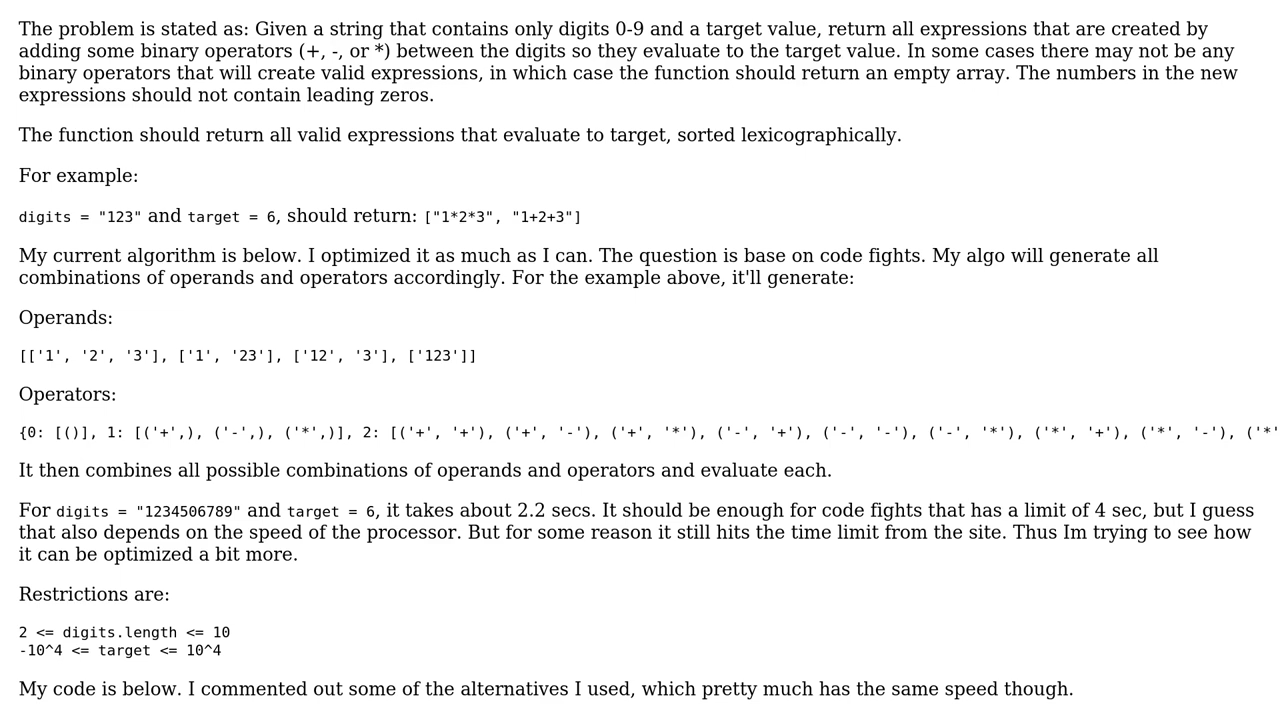 The problem is stated as: Given a string that contains only digits 0-9 and a target value, return all expressions that are created by
adding some binary operators (+, -, or *) between the digits so they evaluate to the target value. In some cases there may not be any
binary operators that will create valid expressions, in which case the function should return an empty array. The numbers in the new
expressions should not contain leading zeros.
The function should return all valid expressions that evaluate to target, sorted lexicographically.
For example:
digits = "123" and target = 6, should return: ["1*2*3", "1+2+3"]
My current algorithm is below. I optimized it as much as I can. The question is base on code fights. My algo will generate all
combinations of operands and operators accordingly. For the example above, it'll generate:
Operands:
[['1', '2', '3'], ['1', '23'], ['12', '3'], ['123']]
Operators:
{0: [()], 1: [('+',), ('-',), ('*',)], 2: [('+', '+'), ('+', '-'), ('+', '*'), ('-', '+'), ('-', '-'), ('-', '*'), ('*', '+'), ('*', '-'), ('*'
It then combines all possible combinations of operands and operators and evaluate each.
For digits = "1234506789" and target = 6, it takes about 2.2 secs. It should be enough for code fights that has a limit of 4 sec, but I guess
that also depends on the speed of the processor. But for some reason it still hits the time limit from the site. Thus Im trying to see how
it can be optimized a bit more.
Restrictions are:
2 <= digits.length <= 10
-10^4 <= target <= 10^4
My code is below. I commented out some of the alternatives I used, which pretty much has the same speed though.